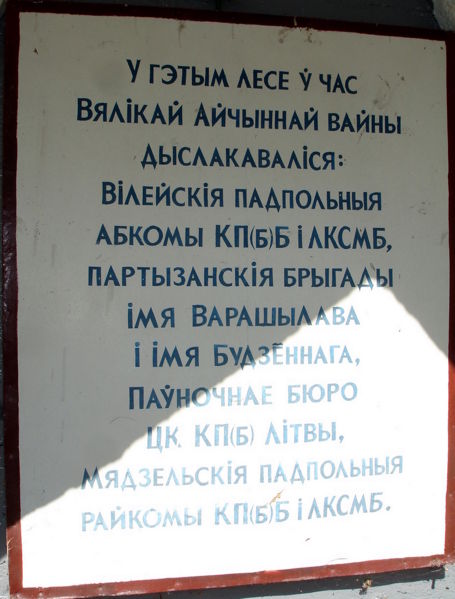 У гэтым лесе ў час
Вялікай Айчыннай вайны
дыслакаваліся:
Вілейскія падпольныя
абкомы КП(б)Б і ЛКСМБ,
партызанскія брыгады
імя Варашылава
і імя Будзённага,
Паўночнае бюро
ЦК КП(б) Літвы,
Мядзельскія падпольныя
райкомы КП(б)Б і ЛКСМБ.